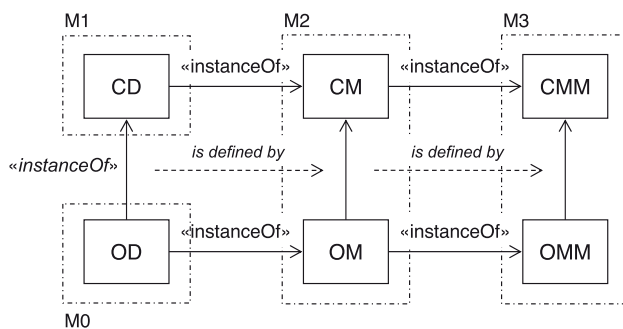 M1 M2 M3
«instanceOf» «instanceOf»
CD CM CMM
«instanceOf» is defined by is defined by
«instanceOf» «instanceOf»
OD OM OMM
M0